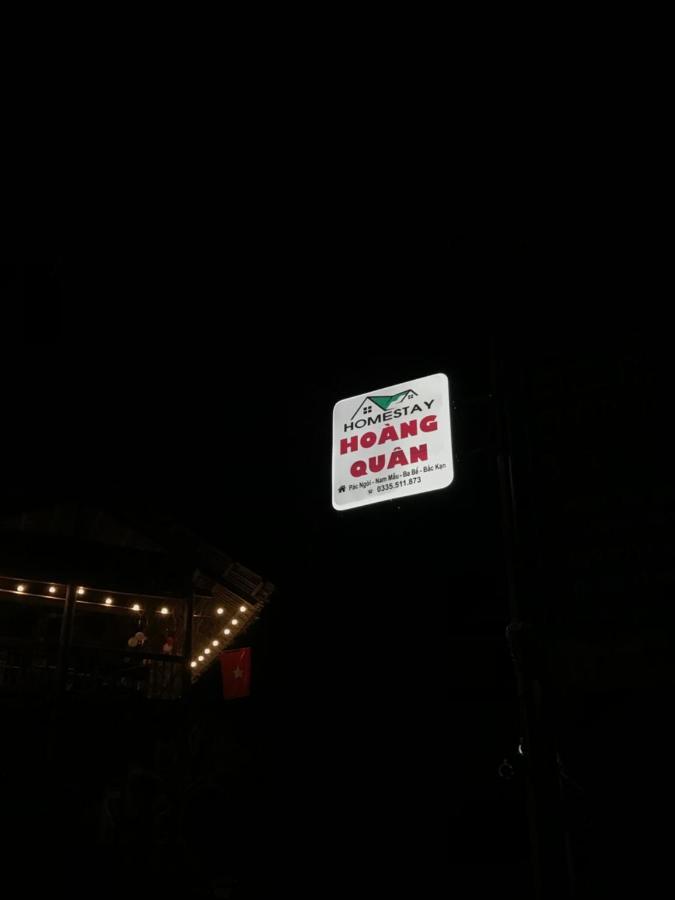 HOMESTAY
HOÀNG
QUÂN
Pác Ngòi - Nam Mẫu - Ba Bể - Bắc Kạn
0335.511.873